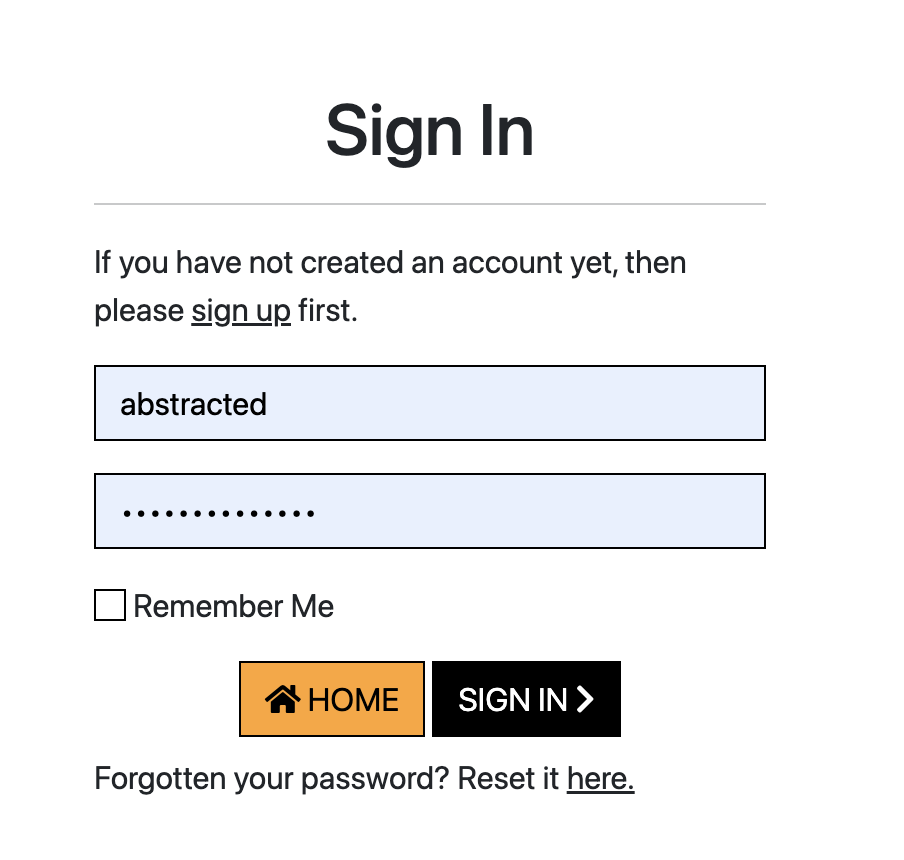 Sign In
If you have not created an account yet, then
please sign up first.
abstracted
••••••••••••••
Remember Me
HOME
SIGN IN
Forgotten your password? Reset it here.